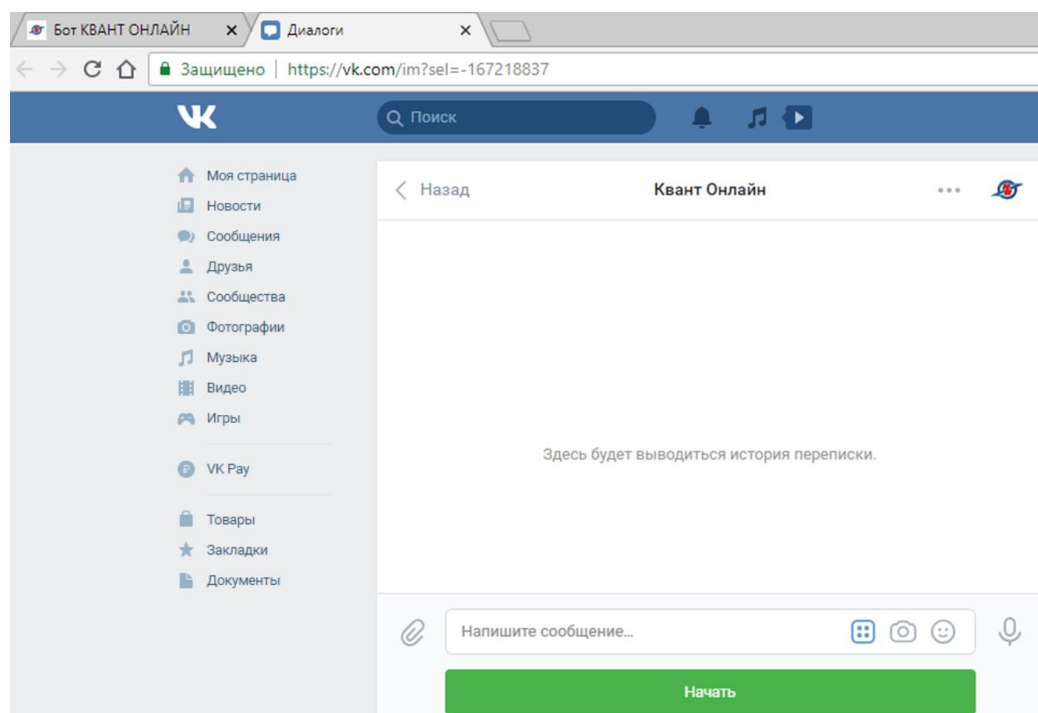 Бот КВАНТ ОНЛАЙН
Диалоги
Защищено | https://vk.com/im?sel=-167218837
Поиск
Моя страница
Новости
Сообщения
Друзья
Сообщества
Фотографии
Музыка
Видео
Игры
VK Pay
Товары
Закладки
Документы
Назад
Квант Онлайн
Здесь будет выводиться история переписки.
Напишите сообщение...
Начать